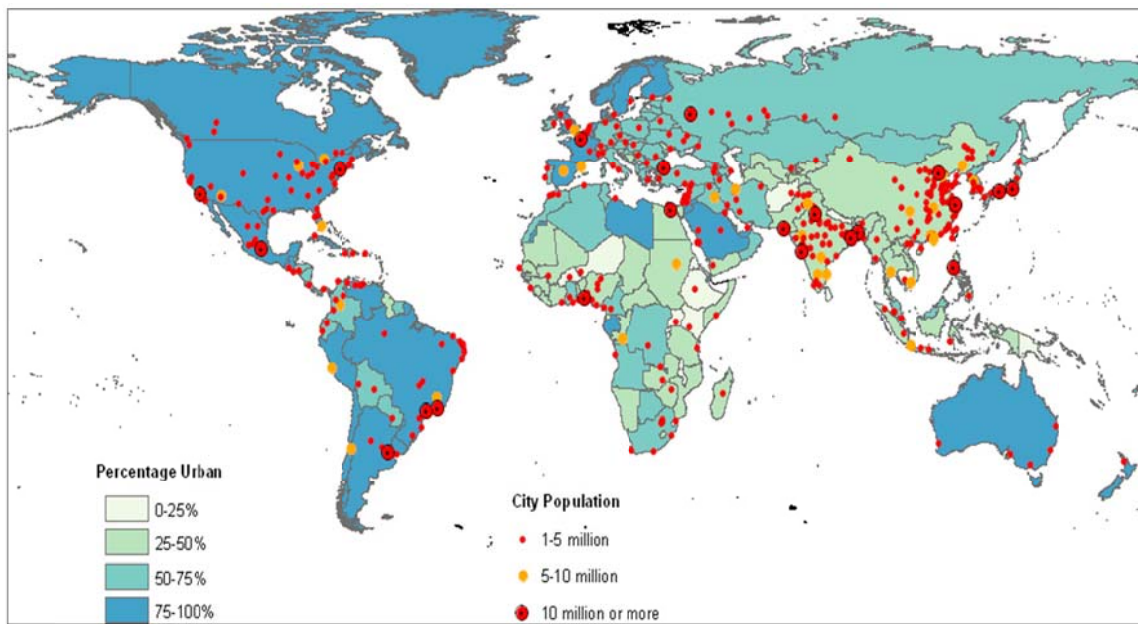 Percentage Urban
0-25%
25-50%
50-75%
75-100%
City Population
1-5 million
5-10 million
10 million or more